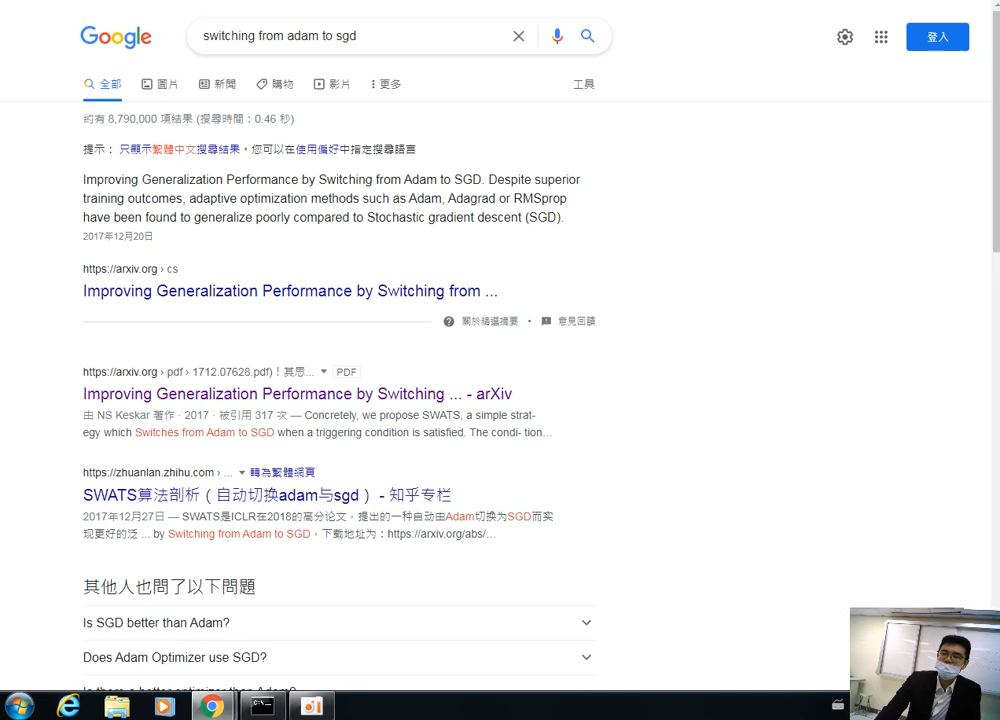 Google
switching from adam to sgd
登入
全部
圖片
新聞
購物
影片
更多
工具
約有 8,790,000 項結果 (搜尋時間：0.46 秒)
提示： 只顯示繁體中文搜尋結果。您可以在使用偏好中指定搜尋語言
Improving Generalization Performance by Switching from Adam to SGD. Despite superior
training outcomes, adaptive optimization methods such as Adam, Adagrad or RMSprop
have been found to generalize poorly compared to Stochastic gradient descent (SGD).
2017年12月20日
https://arxiv.org › cs
Improving Generalization Performance by Switching from ...
關於精選摘要 • 意見回饋
https://arxiv.org › pdf › 1712.07628.pdf)！其思... PDF
Improving Generalization Performance by Switching ... - arXiv
由 NS Keskar 著作 · 2017 · 被引用 317 次 — Concretely, we propose SWATS, a simple strat-
egy which Switches from Adam to SGD when a triggering condition is satisfied. The condi- tion...
https://zhuanlan.zhihu.com › ... 轉為繁體網頁
SWATS算法剖析（自动切换adam与sgd） - 知乎专栏
2017年12月27日 — SWATS是ICLR在2018的高分论文，提出的一种自动由Adam切换为SGD而实
现更好的泛 ... by Switching from Adam to SGD，下载地址为：https://arxiv.org/abs/...
其他人也問了以下問題
Is SGD better than Adam?
Does Adam Optimizer use SGD?
Is there a better optimizer than Adam?